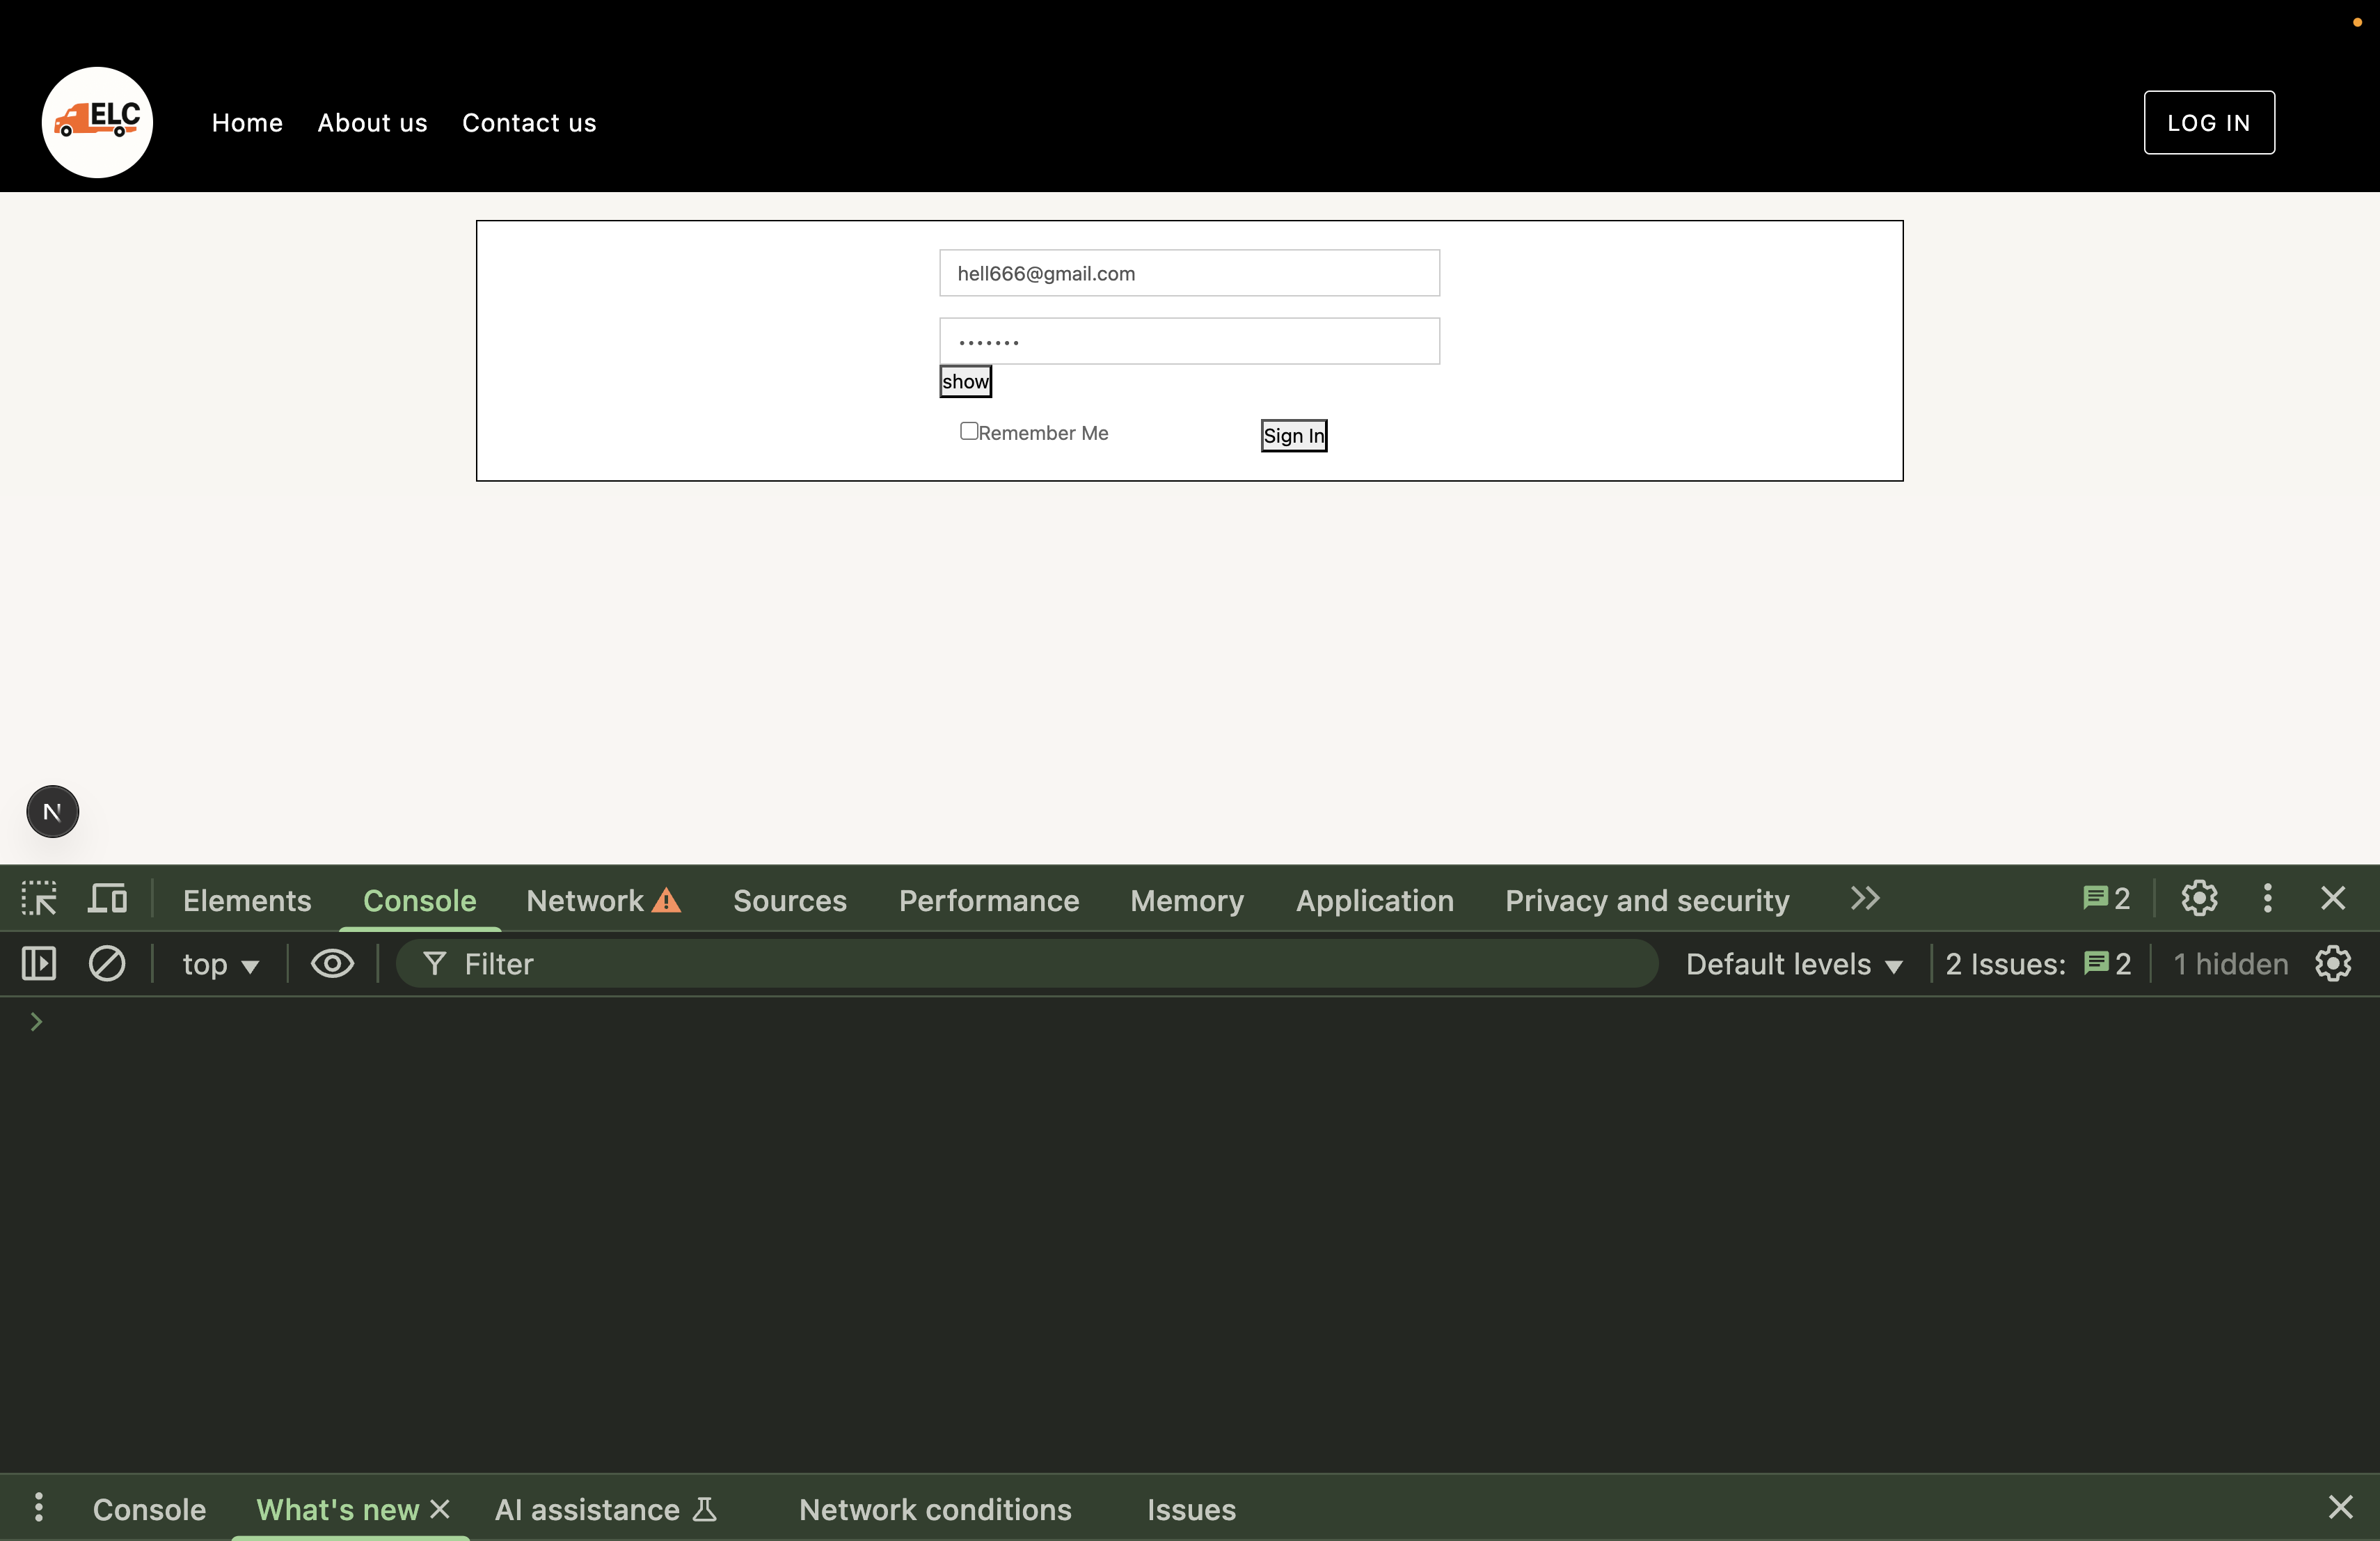 ELC
Home About us Contact us LOG IN
hell666@gmail.com
•••••••
show
Remember Me Sign In
N
Elements Console Network Sources Performance Memory Application Privacy and security 2
top Filter Default levels 2 Issues: 2 1 hidden
Console What's new AI assistance Network conditions Issues